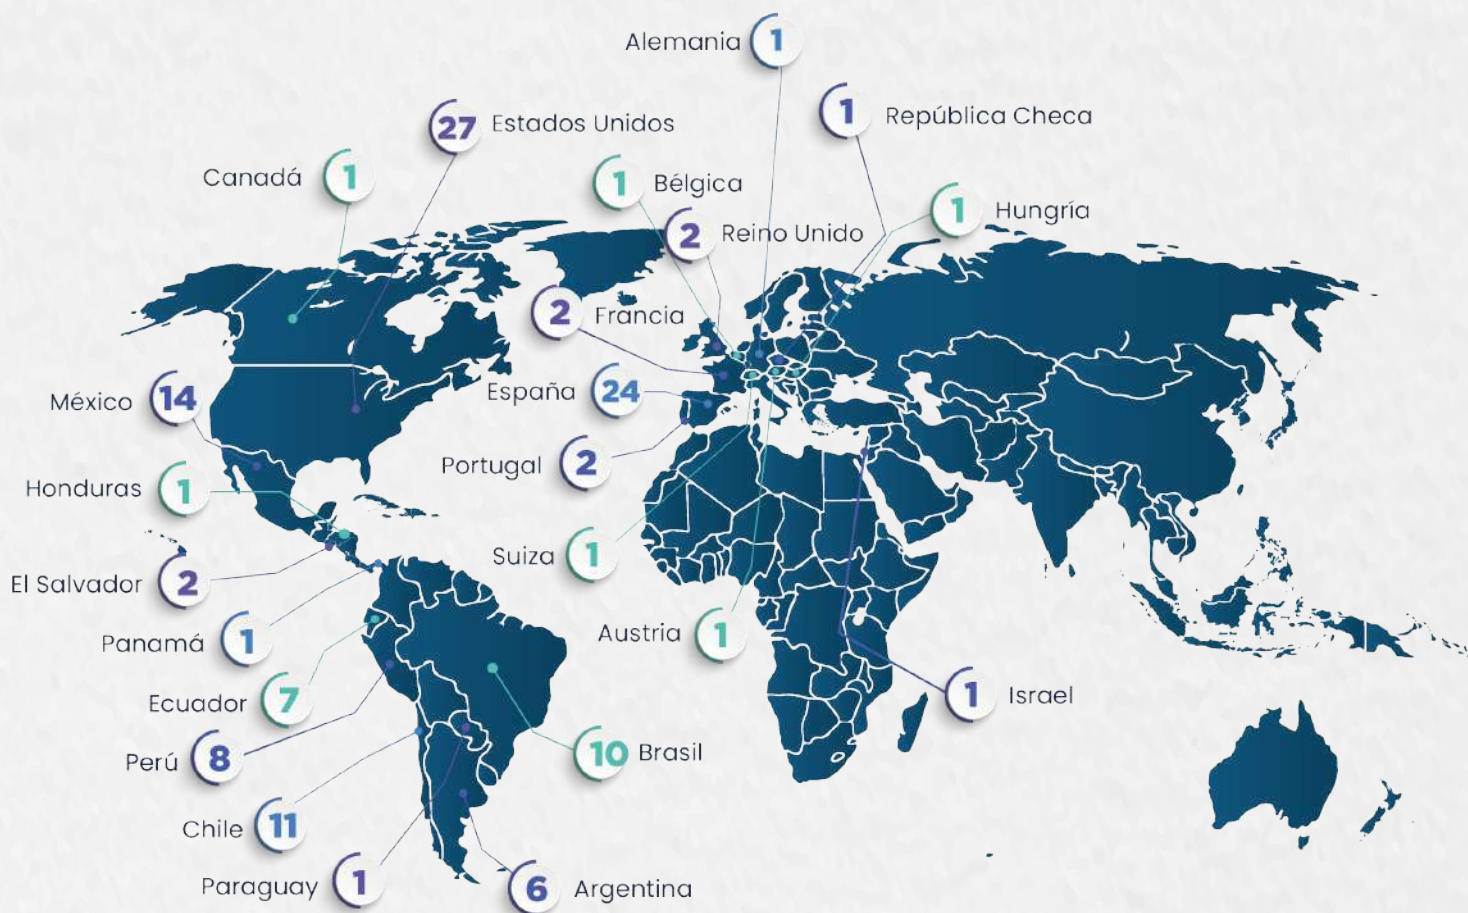 Alemania 1
1 República Checa
27 Estados Unidos
Canadá 1
1 Bélgica
1 Hungría
2 Reino Unido
2 Francia
España 24
México 14
Portugal 2
Honduras 1
Suiza 1
El Salvador 2
Austria 1
Panamá 1
1 Israel
Ecuador 7
10 Brasil
Perú 8
Chile 11
Paraguay 1
6 Argentina